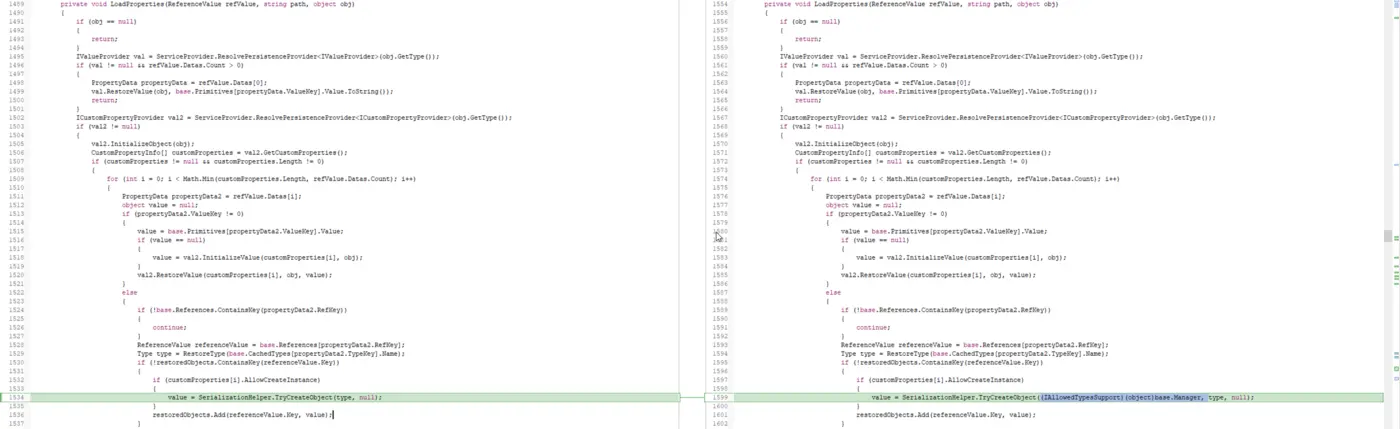 1489 private void LoadProperties(ReferenceValue refValue, string path, object obj)
1490 {
1491 if (obj == null)
1492 {
1493 return;
1494 }
1495 IValueProvider val = ServiceProvider.ResolvePersistenceProvider<IValueProvider>(obj.GetType());
1496 if (val != null && refValue.Datas.Count > 0)
1497 {
1498 PropertyData propertyData = refValue.Datas[0];
1499 val.RestoreValue(obj, base.Primitives[propertyData.ValueKey].Value.ToString());
1500 return;
1501 }
1502 ICustomPropertyProvider val2 = ServiceProvider.ResolvePersistenceProvider<ICustomPropertyProvider>(obj.GetType());
1503 if (val2 != null)
1504 {
1505 val2.InitializeObject(obj);
1506 CustomPropertyInfo[] customProperties = val2.GetCustomProperties();
1507 if (customProperties != null && customProperties.Length != 0)
1508 {
1509 for (int i = 0; i < Math.Min(customProperties.Length, refValue.Datas.Count); i++)
1510 {
1511 PropertyData propertyData2 = refValue.Datas[i];
1512 object value = null;
1513 if (propertyData2.ValueKey != 0)
1514 {
1515 value = base.Primitives[propertyData2.ValueKey].Value;
1516 if (value == null)
1517 {
1518 value = val2.InitializeValue(customProperties[i], obj);
1519 }
1520 val2.RestoreValue(customProperties[i], obj, value);
1521 }
1522 else
1523 {
1524 if (!base.References.ContainsKey(propertyData2.RefKey))
1525 {
1526 continue;
1527 }
1528 ReferenceValue referenceValue = base.References[propertyData2.RefKey];
1529 Type type = RestoreType(base.CachedTypes[propertyData2.TypeKey].Name);
1530 if (!restoredObjects.ContainsKey(referenceValue.Key))
1531 {
1532 if (customProperties[i].AllowCreateInstance)
1533 {
1534 value = SerializationHelper.TryCreateObject(type, null);
1535 }
1536 restoredObjects.Add(referenceValue.Key, value);
1537 }
1554 private void LoadProperties(ReferenceValue refValue, string path, object obj)
1555 {
1556 if (obj == null)
1557 {
1558 return;
1559 }
1560 IValueProvider val = ServiceProvider.ResolvePersistenceProvider<IValueProvider>(obj.GetType());
1561 if (val != null && refValue.Datas.Count > 0)
1562 {
1563 PropertyData propertyData = refValue.Datas[0];
1564 val.RestoreValue(obj, base.Primitives[propertyData.ValueKey].Value.ToString());
1565 return;
1566 }
1567 ICustomPropertyProvider val2 = ServiceProvider.ResolvePersistenceProvider<ICustomPropertyProvider>(obj.GetType());
1568 if (val2 != null)
1569 {
1570 val2.InitializeObject(obj);
1571 CustomPropertyInfo[] customProperties = val2.GetCustomProperties();
1572 if (customProperties != null && customProperties.Length != 0)
1573 {
1574 for (int i = 0; i < Math.Min(customProperties.Length, refValue.Datas.Count); i++)
1575 {
1576 PropertyData propertyData2 = refValue.Datas[i];
1577 object value = null;
1578 if (propertyData2.ValueKey != 0)
1579 {
1580 value = base.Primitives[propertyData2.ValueKey].Value;
1581 if (value == null)
1582 {
1583 value = val2.InitializeValue(customProperties[i], obj);
1584 }
1585 val2.RestoreValue(customProperties[i], obj, value);
1586 }
1587 else
1588 {
1589 if (!base.References.ContainsKey(propertyData2.RefKey))
1590 {
1591 continue;
1592 }
1593 ReferenceValue referenceValue = base.References[propertyData2.RefKey];
1594 Type type = RestoreType(base.CachedTypes[propertyData2.TypeKey].Name);
1595 if (!restoredObjects.ContainsKey(referenceValue.Key))
1596 {
1597 if (customProperties[i].AllowCreateInstance)
1598 {
1599 value = SerializationHelper.TryCreateObject((IAllowedTypesSupport)(object)base.Manager, type, null);
1600 }
1601 restoredObjects.Add(referenceValue.Key, value);
1602 }